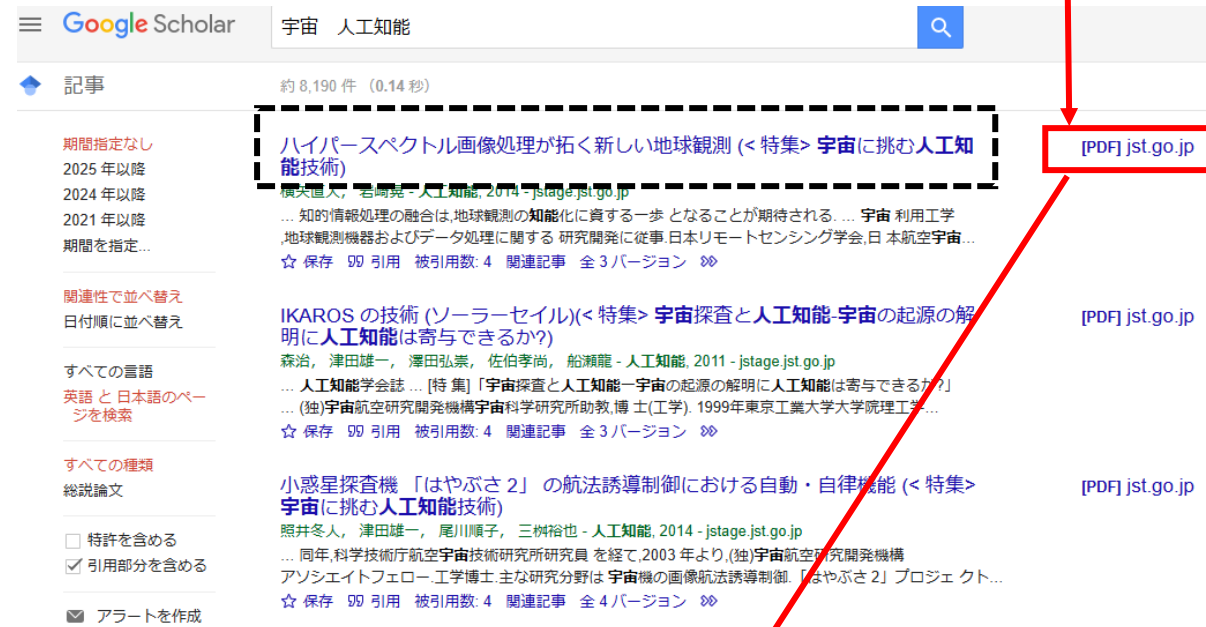 Google Scholar
宇宙 人工知能
記事
約 8,190 件 （0.14 秒）
期間指定なし
2025 年以降
2024 年以降
2021 年以降
期間を指定...
関連性で並べ替え
日付順に並べ替え
すべての言語
英語 と 日本語のペー
ジを検索
すべての種類
総説論文
特許を含める
引用部分を含める
アラートを作成
ハイパースペクトル画像処理が拓く新しい地球観測 (< 特集> 宇宙に挑む人工知
能技術)
[PDF] jst.go.jp
横矢直人, 岩崎晃 - 人工知能, 2014 - jstage.jst.go.jp
... 知的情報処理の融合は,地球観測の知能化に資する一歩 となることが期待される. ... 宇宙 利用工学
,地球観測機器およびデータ処理に関する 研究開発に従事.日本リモートセンシング学会,日 本航空宇宙...
保存 引用 被引用数: 4 関連記事 全 3 バージョン
IKAROS の技術 (ソーラーセイル)(< 特集> 宇宙探査と人工知能-宇宙の起源の解
明に人工知能は寄与できるか?)
[PDF] jst.go.jp
森治, 津田雄一, 澤田弘崇, 佐伯孝尚, 船瀬龍 - 人工知能, 2011 - jstage.jst.go.jp
... 人工知能学会誌 ... [特 集]「宇宙探査と人工知能一宇宙の起源の解明に人工知能は寄与できるか?」
... (独)宇宙航空研究開発機構宇宙科学研究所助教,博 士(工学). 1999年東京工業大学大学院理工学...
保存 引用 被引用数: 4 関連記事 全 3 バージョン
小惑星探査機 「はやぶさ 2」 の航法誘導制御における自動・自律機能 (< 特集>
宇宙に挑む人工知能技術)
[PDF] jst.go.jp
照井冬人, 津田雄一, 尾川順子, 三桝裕也 - 人工知能, 2014 - jstage.jst.go.jp
... 同年,科学技術庁航空宇宙技術研究所研究員 を経て,2003 年より,(独)宇宙航空研究開発機構
アソシエイトフェロー.工学博士.主な研究分野は 宇宙機の画像航法誘導制御.「はやぶさ 2」プロジェ クト...
保存 引用 被引用数: 4 関連記事 全 4 バージョン